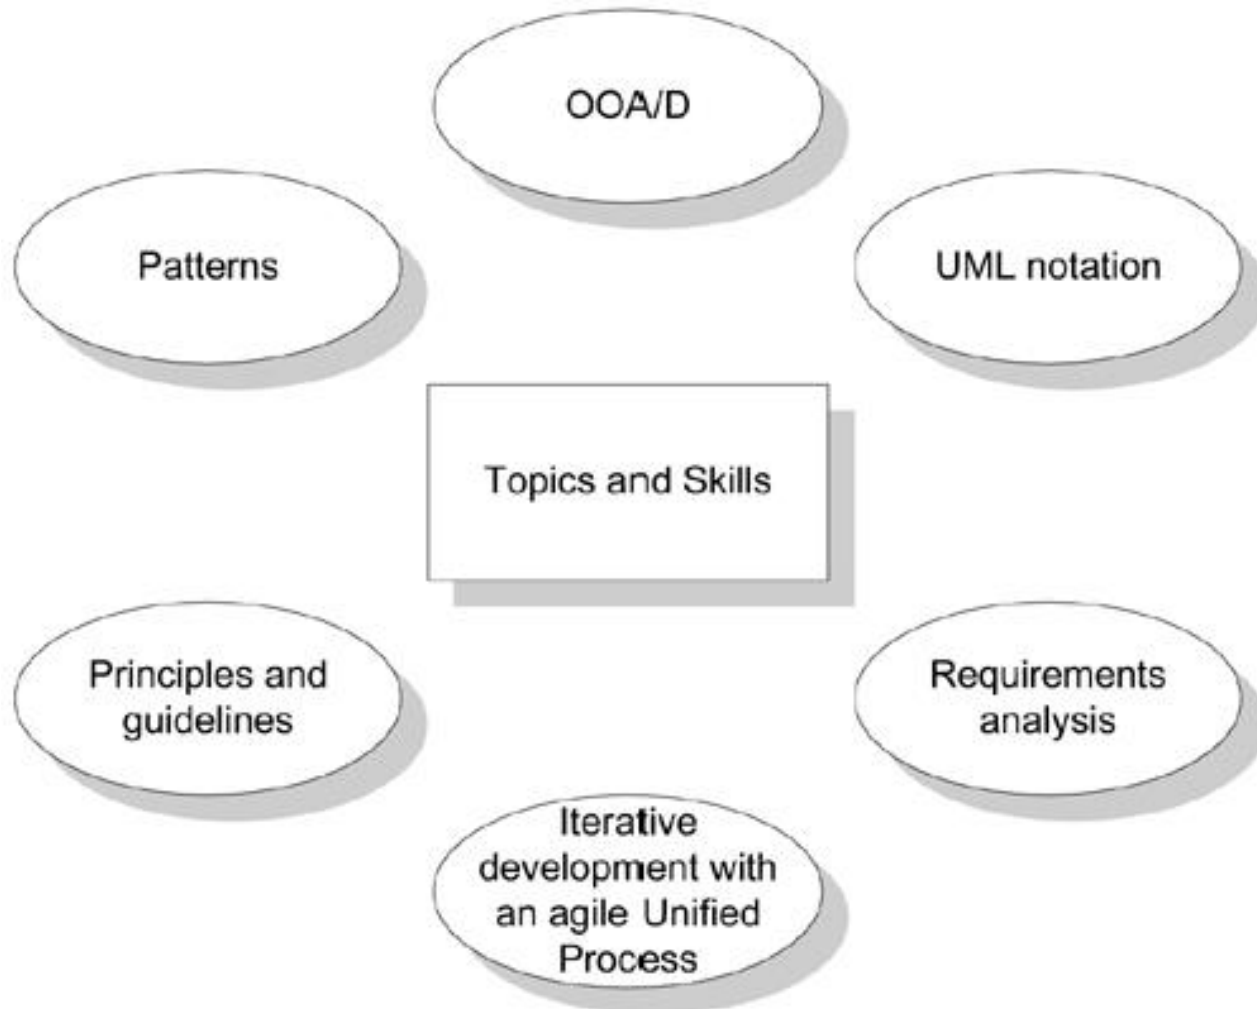 OOA/D
Patterns
UML notation
Topics and Skills
Principles and
guidelines
Requirements
analysis
Iterative
development with
an agile Unified
Process